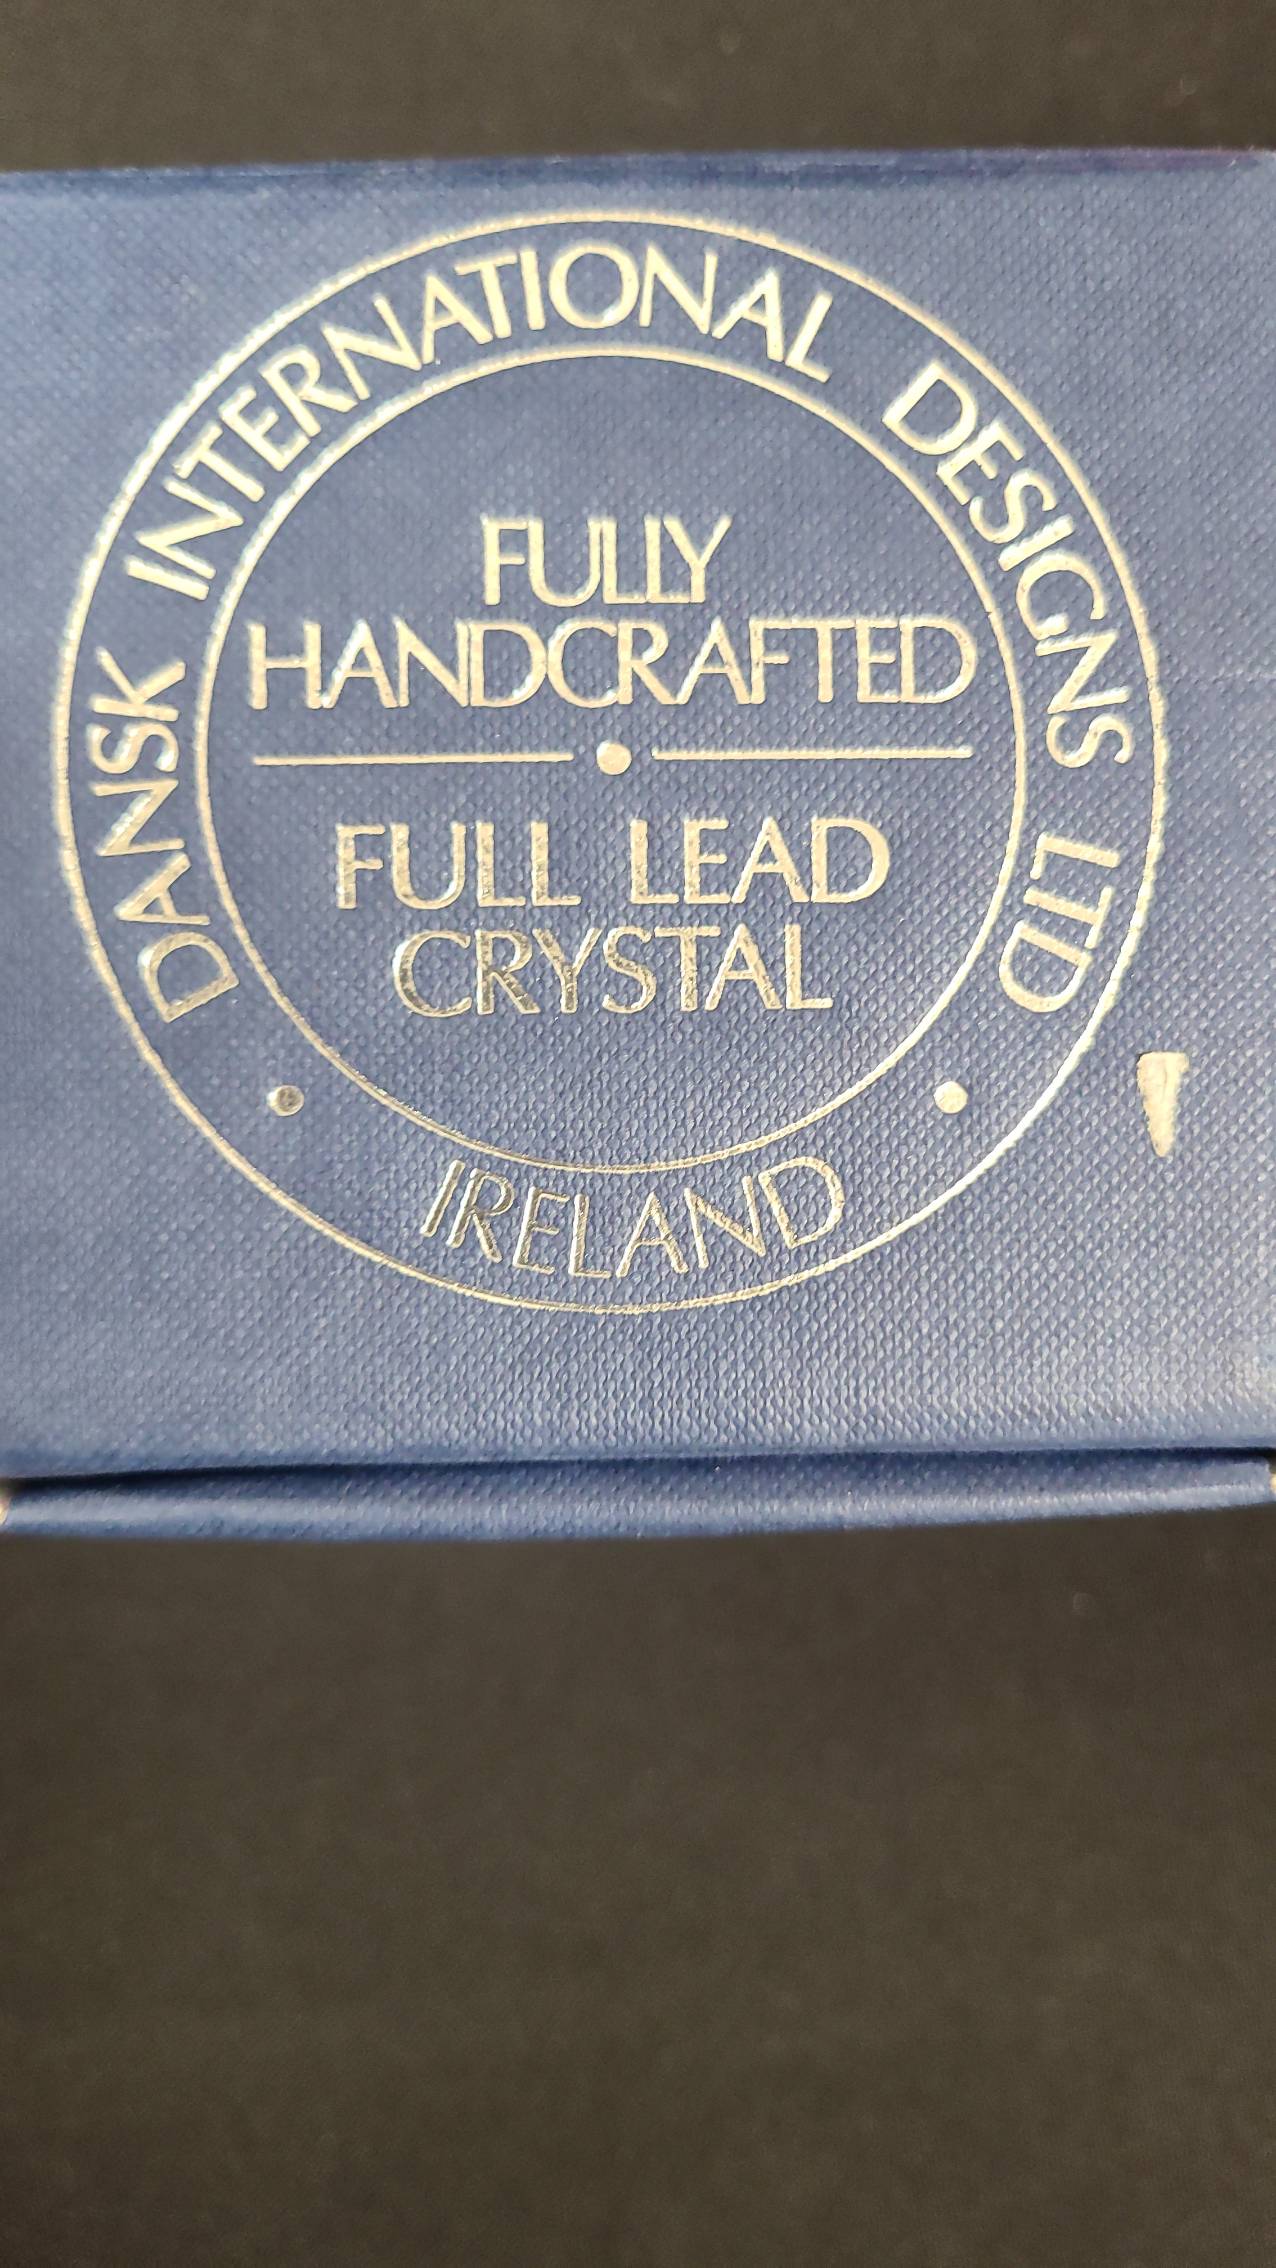 DANSK INTERNATIONAL DESIGNS LTD
FULLY
HANDCRAFTED
FULL LEAD
CRYSTAL
IRELAND